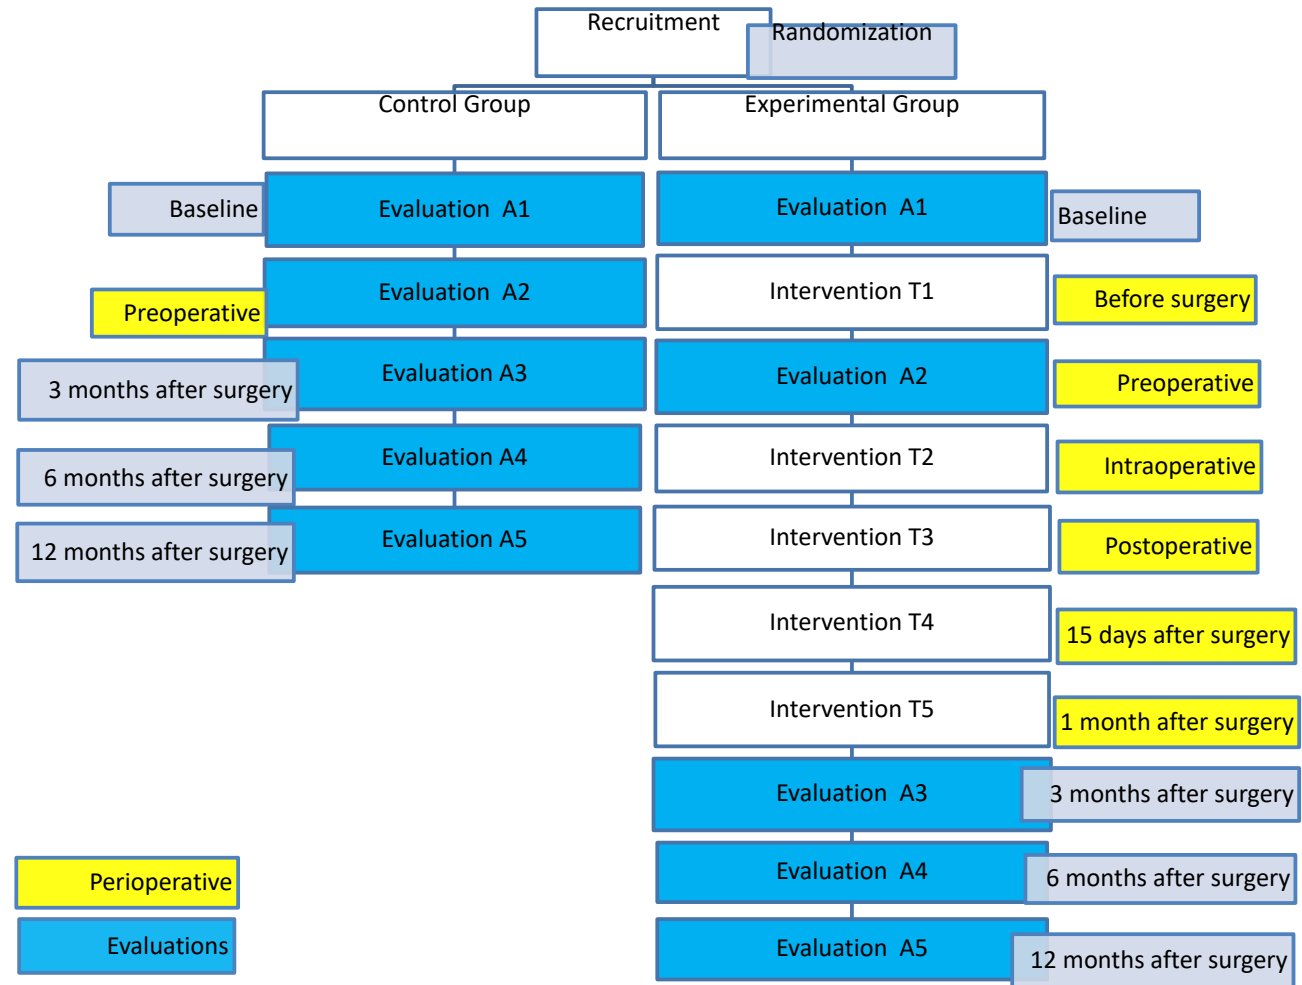 Recruitment
Randomization
Control Group
Experimental Group
Baseline
Evaluation A1
Evaluation A1
Baseline
Preoperative
Evaluation A2
Intervention T1
Before surgery
3 months after surgery
Evaluation A3
Evaluation A2
Preoperative
6 months after surgery
Evaluation A4
Intervention T2
Intraoperative
12 months after surgery
Evaluation A5
Intervention T3
Postoperative
Intervention T4
15 days after surgery
Intervention T5
1 month after surgery
Evaluation A3
3 months after surgery
Perioperative
Evaluation A4
6 months after surgery
Evaluations
Evaluation A5
12 months after surgery